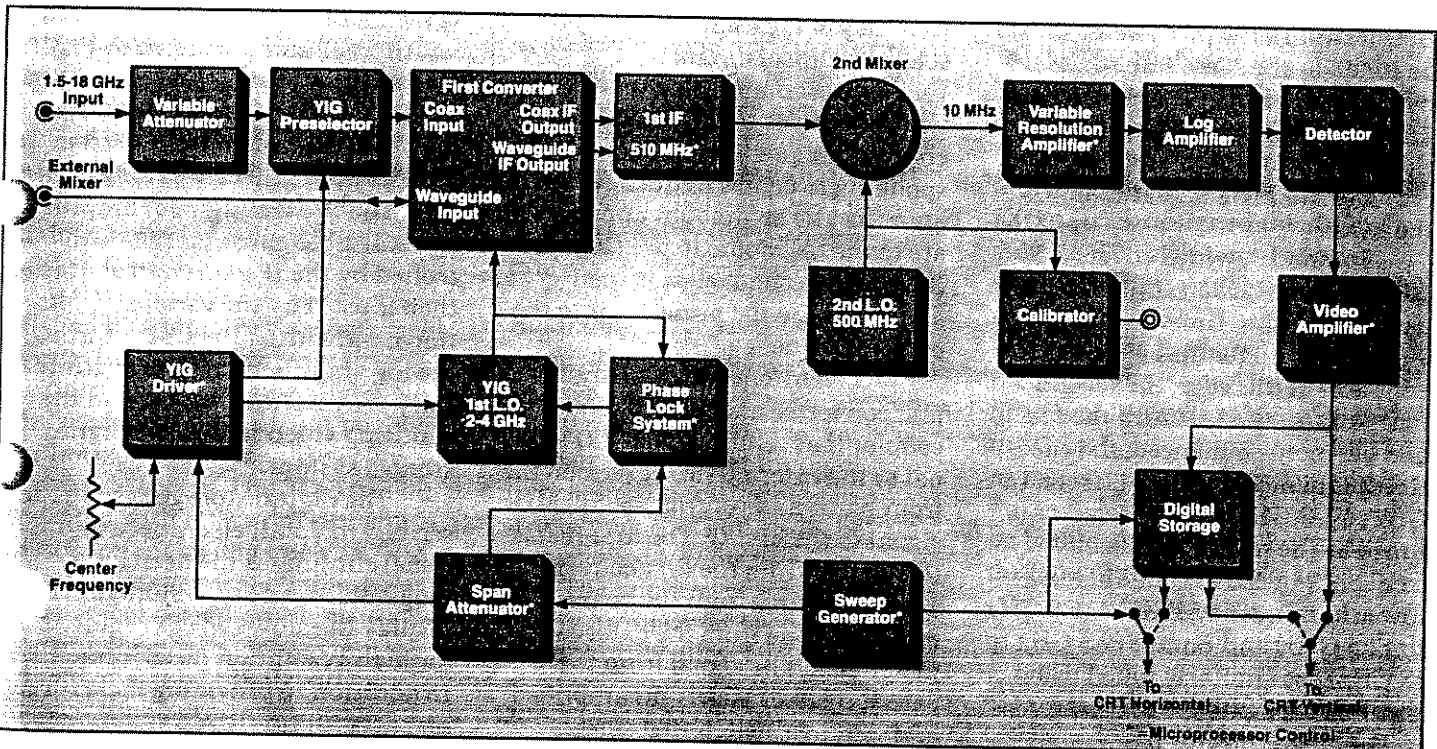 1.5-18 GHz
Input
Variable
Attenuator
YIG
Preselector
First Converter
Coax
Input
Coax IF
Output
Waveguide
IF Output
Waveguide
Input
1st IF
510 MHz*
2nd Mixer
10 MHz
Variable
Resolution
Amplifier*
Log
Amplifier
Detector
External
Mixer
2nd L.O.
500 MHz
Calibrator
Video
Amplifier*
YIG
Driver*
YIG
1st L.O.
2-4 GHz
Phase
Lock
System*
Center
Frequency
Span
Attenuator*
Sweep
Generator*
Digital
Storage
To
CRT Horizontal
To
CRT Vertical
*=Microprocessor Control